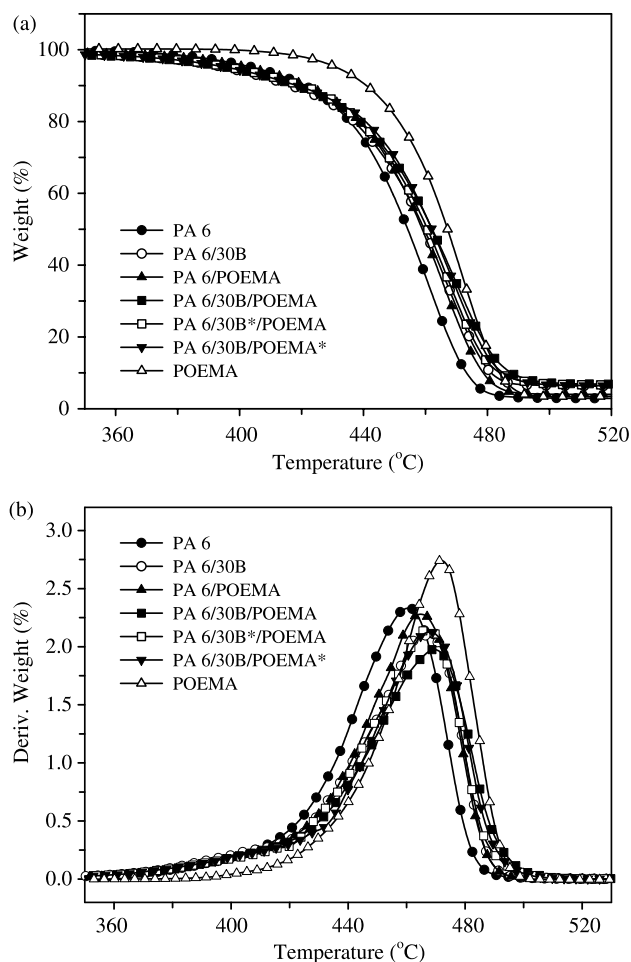 (a)
100
80
60
40
20
0
Weight (%)
PA 6
PA 6/30B
PA 6/POEMA
PA 6/30B/POEMA
PA 6/30B*/POEMA
PA 6/30B/POEMA*
POEMA
360 400 440 480 520
Temperature (°C)
(b)
3.0
2.5
2.0
1.5
1.0
0.5
0.0
Deriv. Weight (%)
PA 6
PA 6/30B
PA 6/POEMA
PA 6/30B/POEMA
PA 6/30B*/POEMA
PA 6/30B/POEMA*
POEMA
360 400 440 480 520
Temperature (°C)